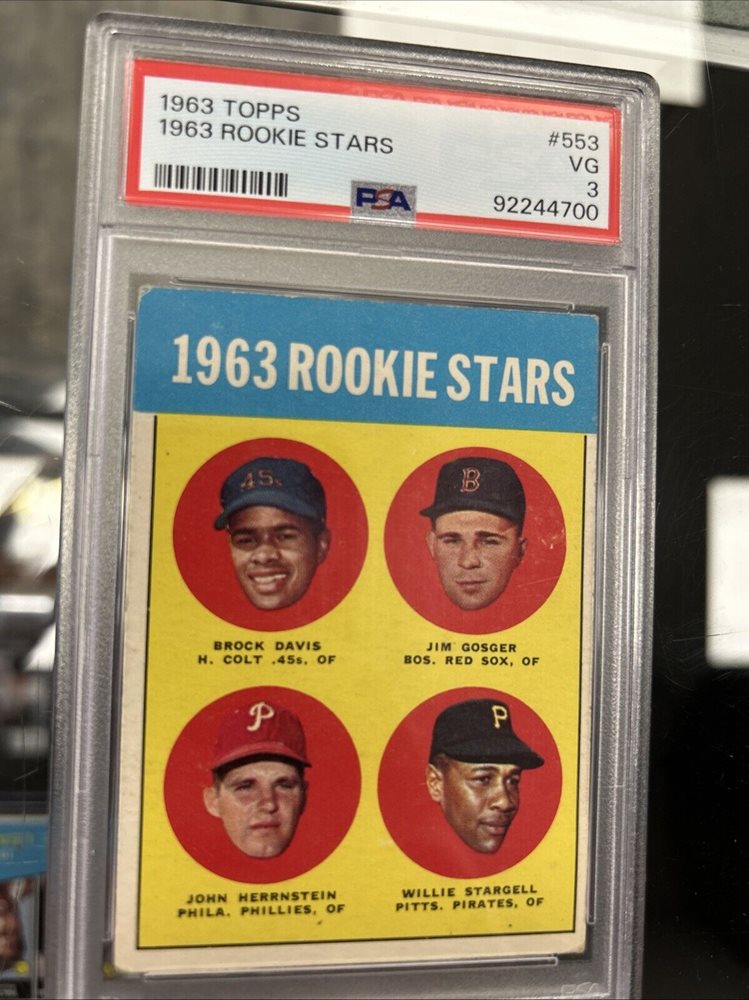 1963 TOPPS
1963 ROOKIE STARS
#553
VG
3
92244700
PSA
1963 ROOKIE STARS
45s
B
BROCK DAVIS
H. COLT .45s, OF
JIM GOSGER
BOS. RED SOX, OF
P
P
JOHN HERRNSTEIN
PHILA. PHILLIES, OF
WILLIE STARGELL
PITTS. PIRATES, OF